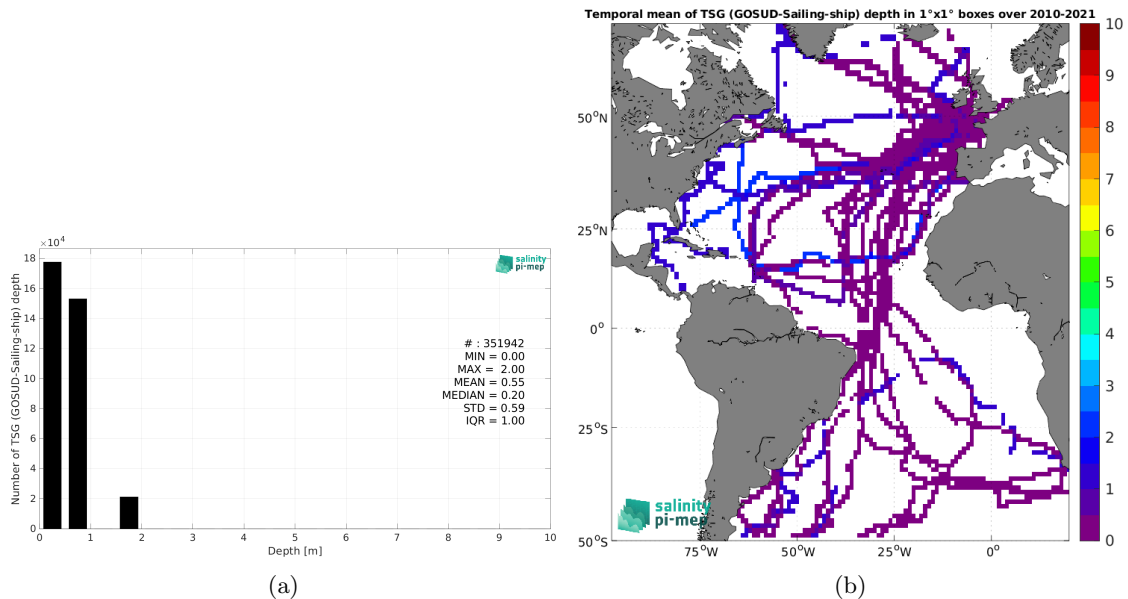 Temporal mean of TSG (GOSUD-Sailing-ship) depth in 1°x1° boxes over 2010-2021
×10⁴
18
16
14
12
10
8
6
4
2
0
Number of TSG (GOSUD-Sailing-ship) depth
0 1 2 3 4 5 6 7 8 9 10
Depth [m]
salinity
pi-mep
# : 351942
MIN = 0.00
MAX = 2.00
MEAN = 0.55
MEDIAN = 0.20
STD = 0.59
IQR = 1.00
(a)
50°N
25°N
0°
25°S
50°S
75°W 50°W 25°W 0°
salinity
pi-mep
10
9
8
7
6
5
4
3
2
1
0
(b)